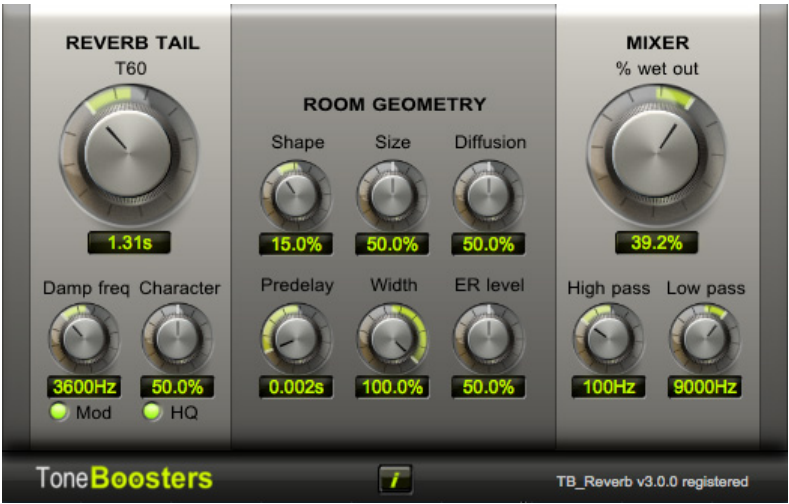 REVERB TAIL
T60
1.31s
Damp freq Character
3600Hz 50.0%
Mod HQ
ROOM GEOMETRY
Shape Size Diffusion
15.0% 50.0% 50.0%
Predelay Width ER level
0.002s 100.0% 50.0%
MIXER
% wet out
39.2%
High pass Low pass
100Hz 9000Hz
ToneBoosters
i
TB_Reverb v3.0.0 registered